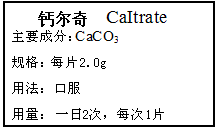 钙尔奇 CaItrate
主要成分:CaCO₃
规格: 每片2.0g
用法: 口服
用量: 一日2次，每次1片